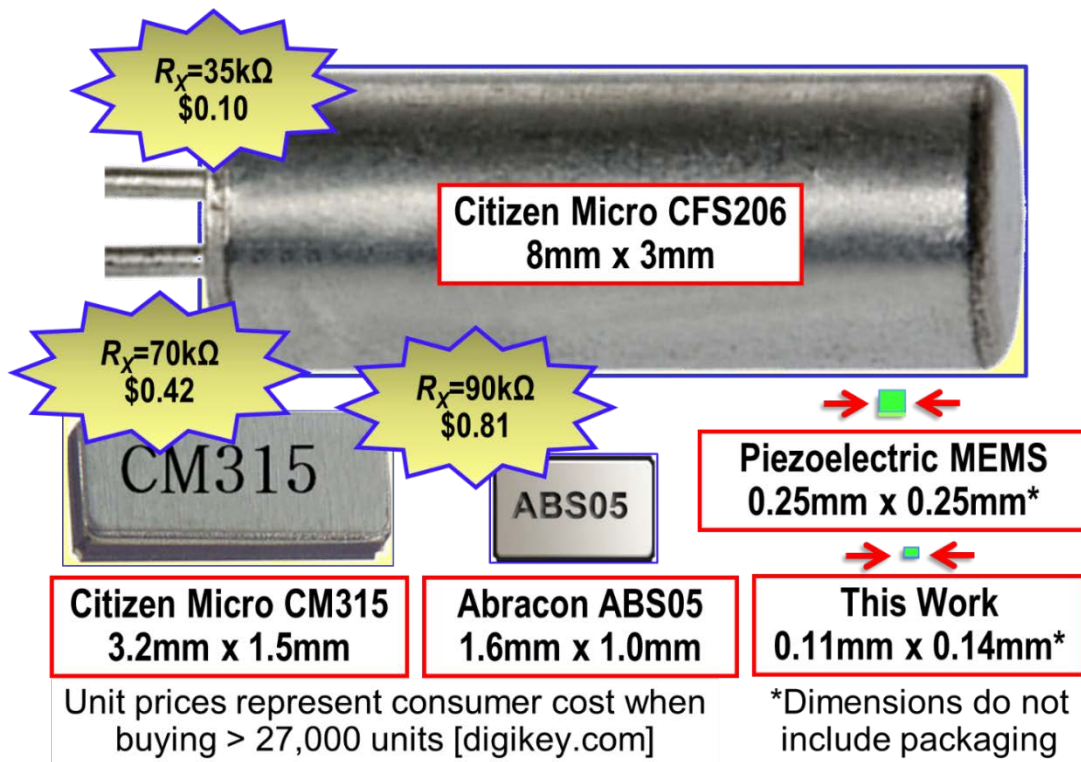 Rx=35kΩ
$0.10
Citizen Micro CFS206
8mm x 3mm
Rx=70kΩ
$0.42
Rx=90kΩ
$0.81
CM315
ABS05
Piezoelectric MEMS
0.25mm x 0.25mm*
Citizen Micro CM315
3.2mm x 1.5mm
Abracon ABS05
1.6mm x 1.0mm
This Work
0.11mm x 0.14mm*
Unit prices represent consumer cost when
buying > 27,000 units [digikey.com]
*Dimensions do not
include packaging